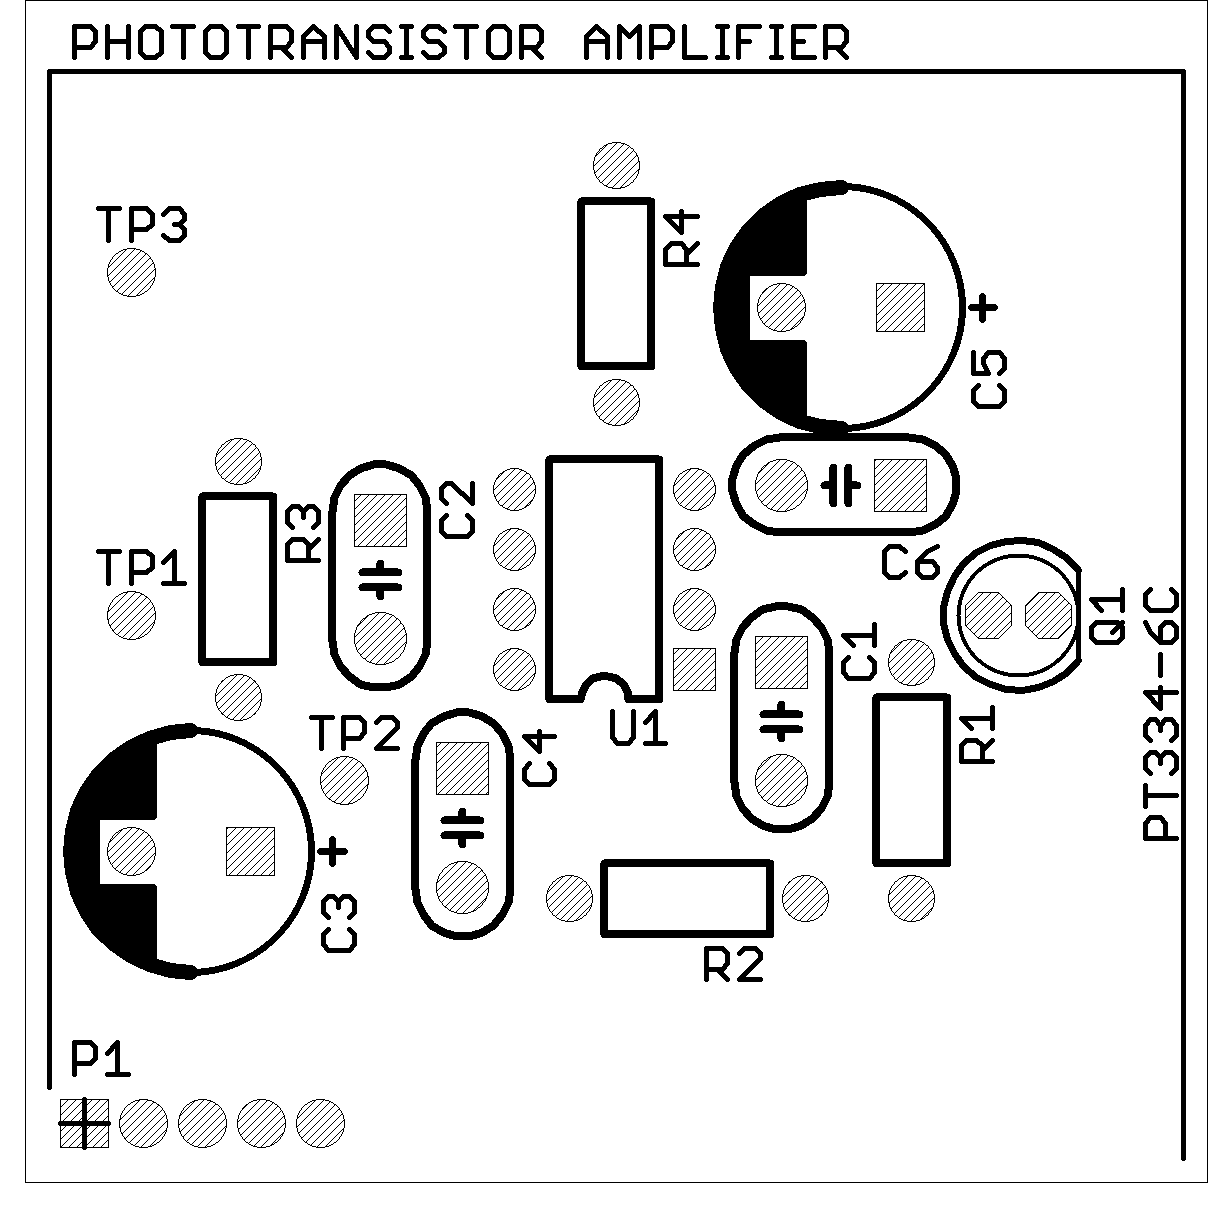 PHOTOTRANSISTOR AMPLIFIER
TP3
R4
+
C5
C2
R3
TP1
C6
Q1
PT334-6C
C1
U1
R1
TP2
C4
+
C3
R2
P1